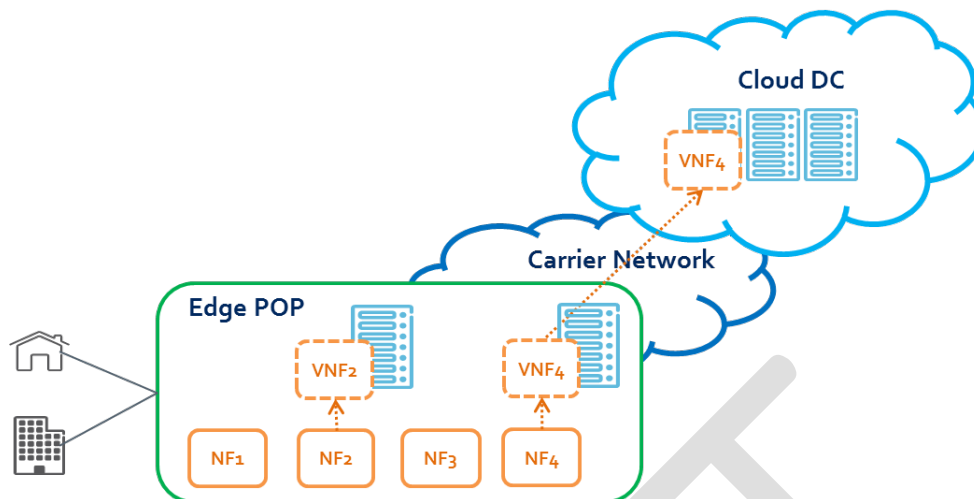 Cloud DC
VNF4
Carrier Network
Edge POP
VNF2
VNF4
NF1
NF2
NF3
NF4